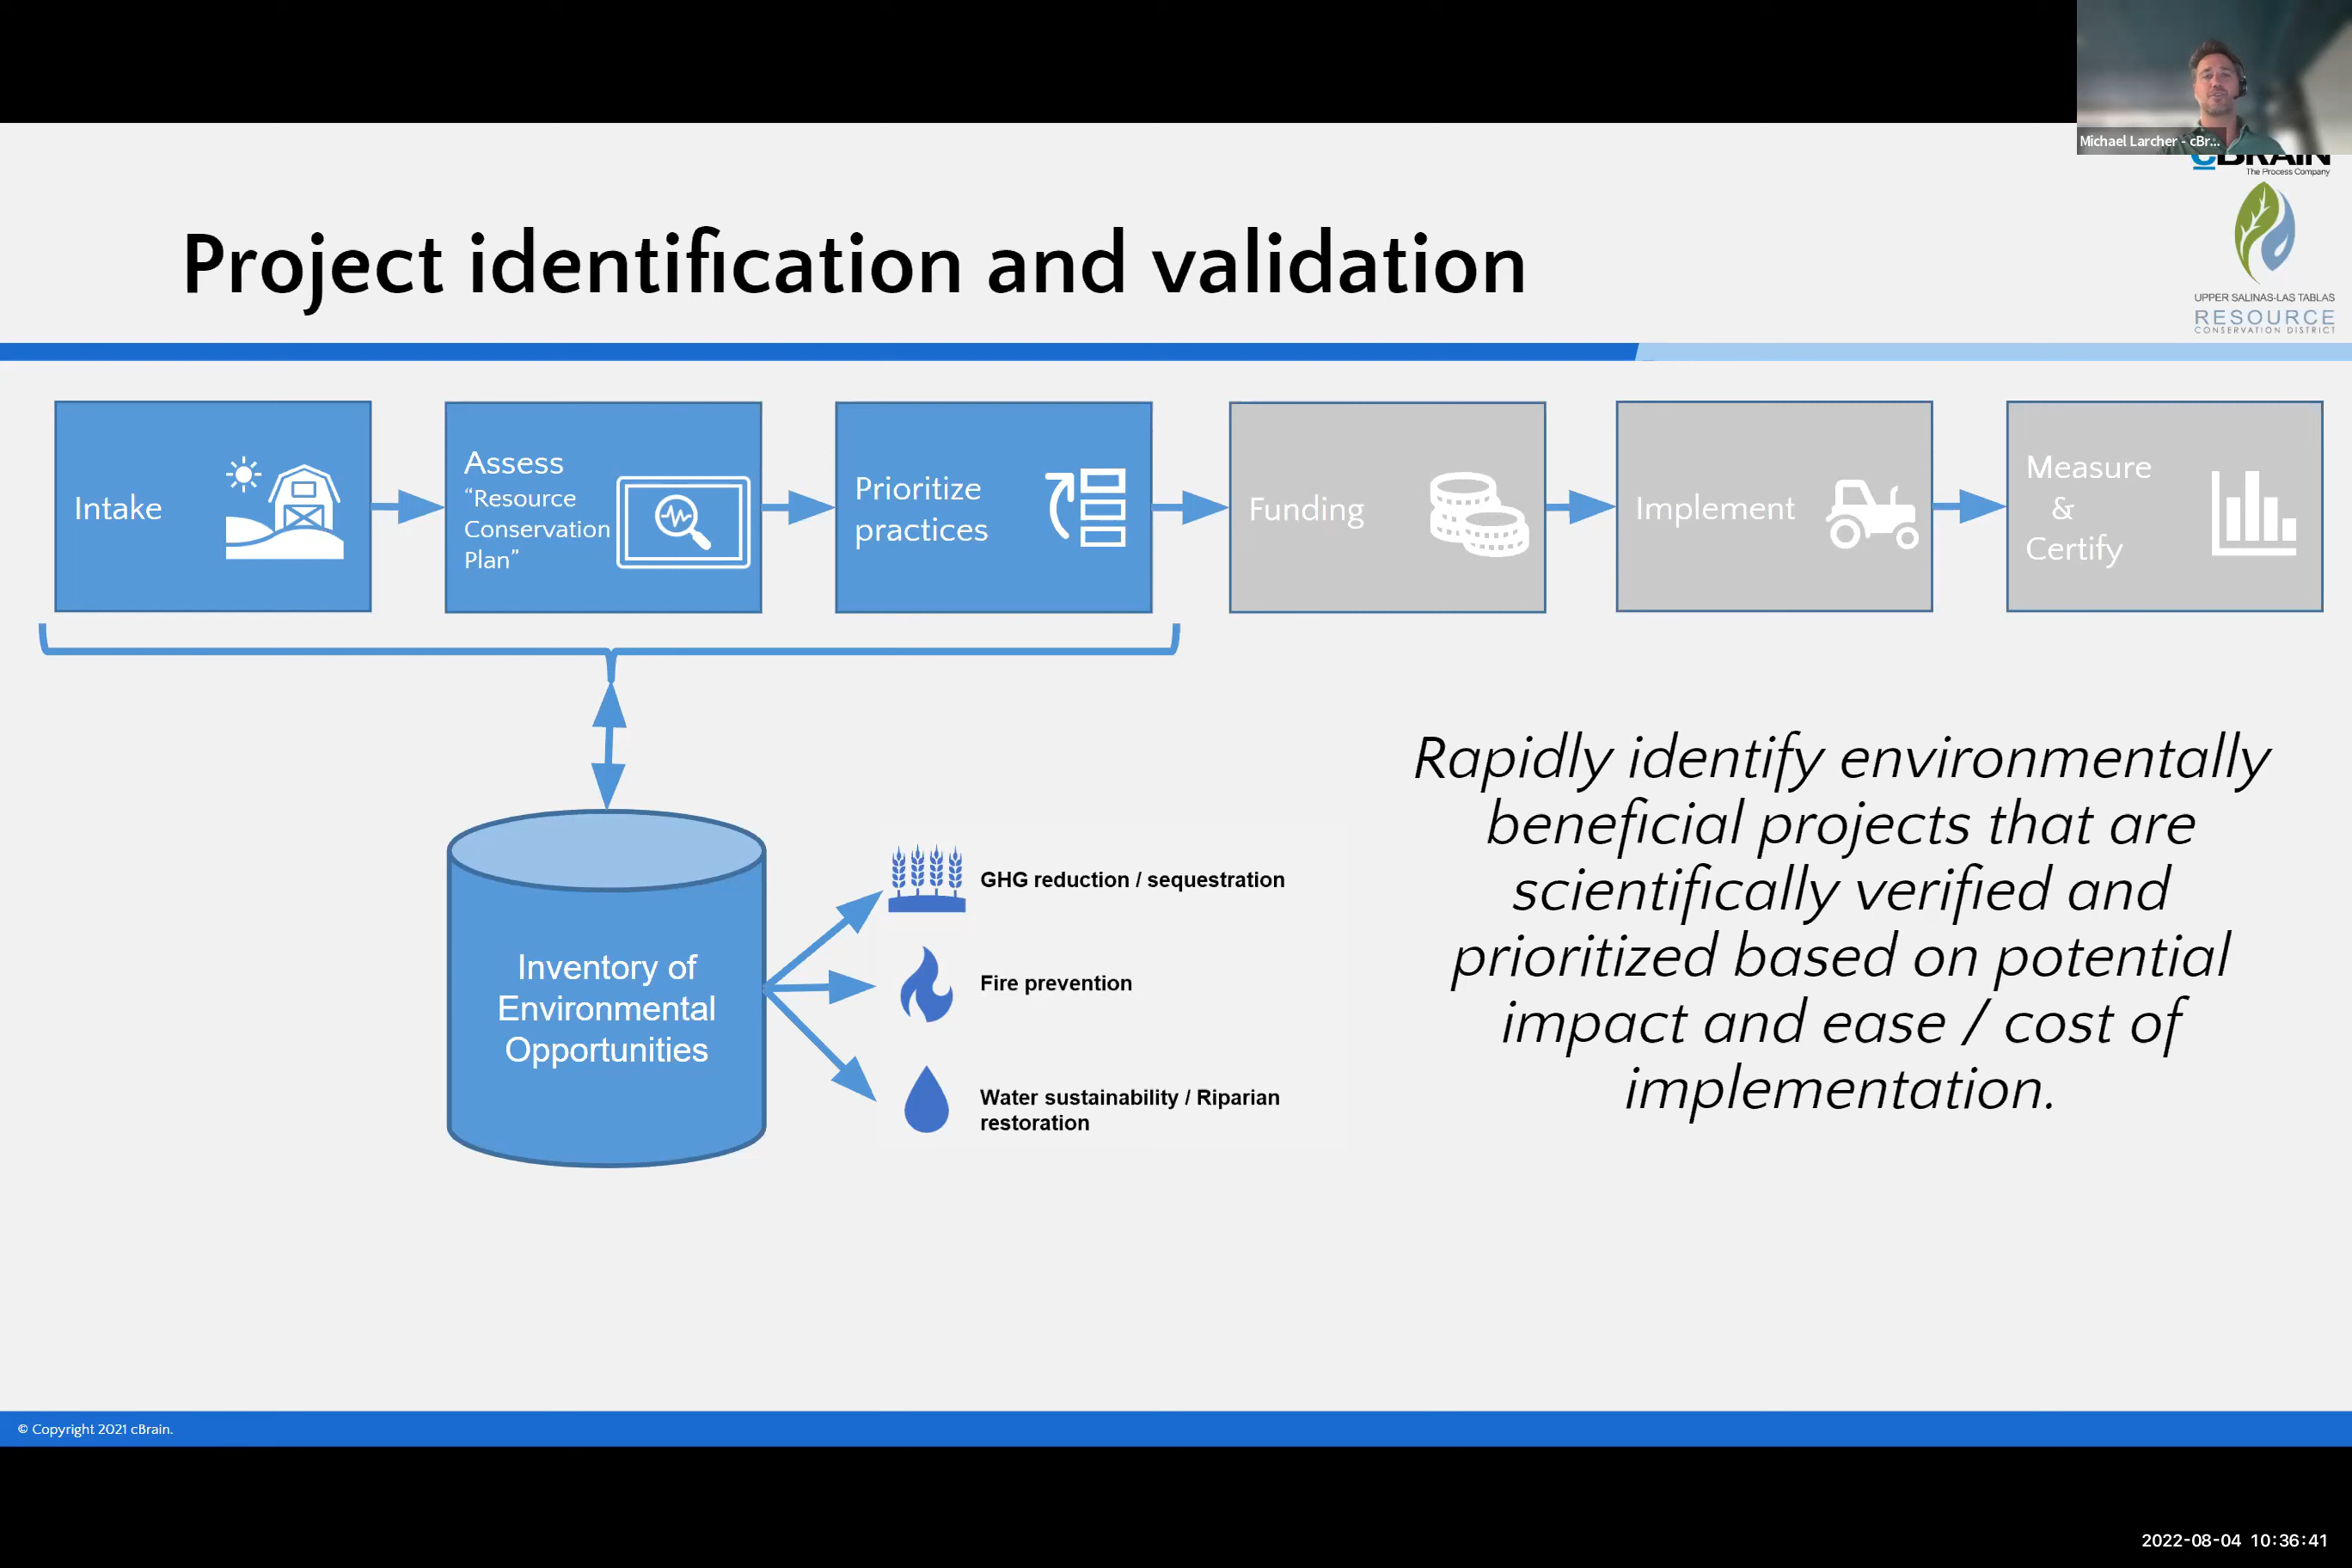 Michael Larcher - cBr...
cBRAIN
The Process Company
UPPER SALINAS-LAS TABLAS
RESOURCE
CONSERVATION DISTRICT
Project identification and validation
Intake
Assess
“Resource
Conservation
Plan”
Prioritize
practices
Funding
Implement
Measure
&
Certify
Inventory of
Environmental
Opportunities
GHG reduction / sequestration
Fire prevention
Water sustainability / Riparian
restoration
Rapidly identify environmentally
beneficial projects that are
scientifically verified and
prioritized based on potential
impact and ease / cost of
implementation.
© Copyright 2021 cBrain.
2022-08-04 10:36:41